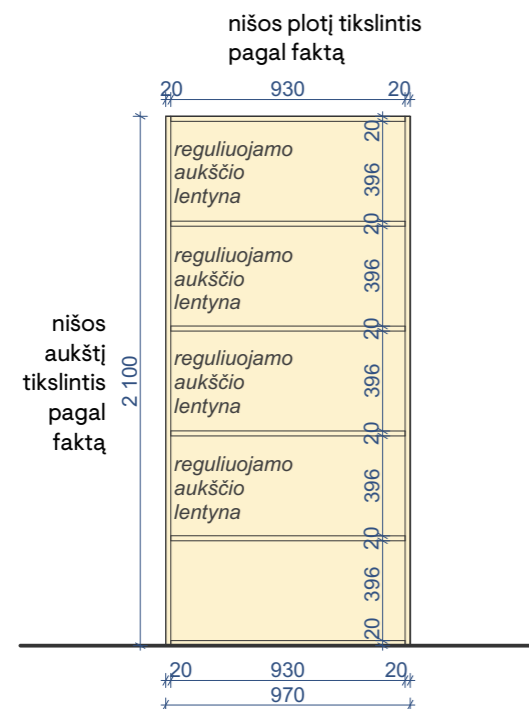 nišos plotį tikslintis
pagal faktą
20 930 20
20
reguliuojamo
aukščio
lentyna
396
20
reguliuojamo
aukščio
lentyna
396
20
nišos
aukštį
tikslintis
pagal
faktą
2 100
reguliuojamo
aukščio
lentyna
396
20
reguliuojamo
aukščio
lentyna
396
20
396
20
20 930 20
970